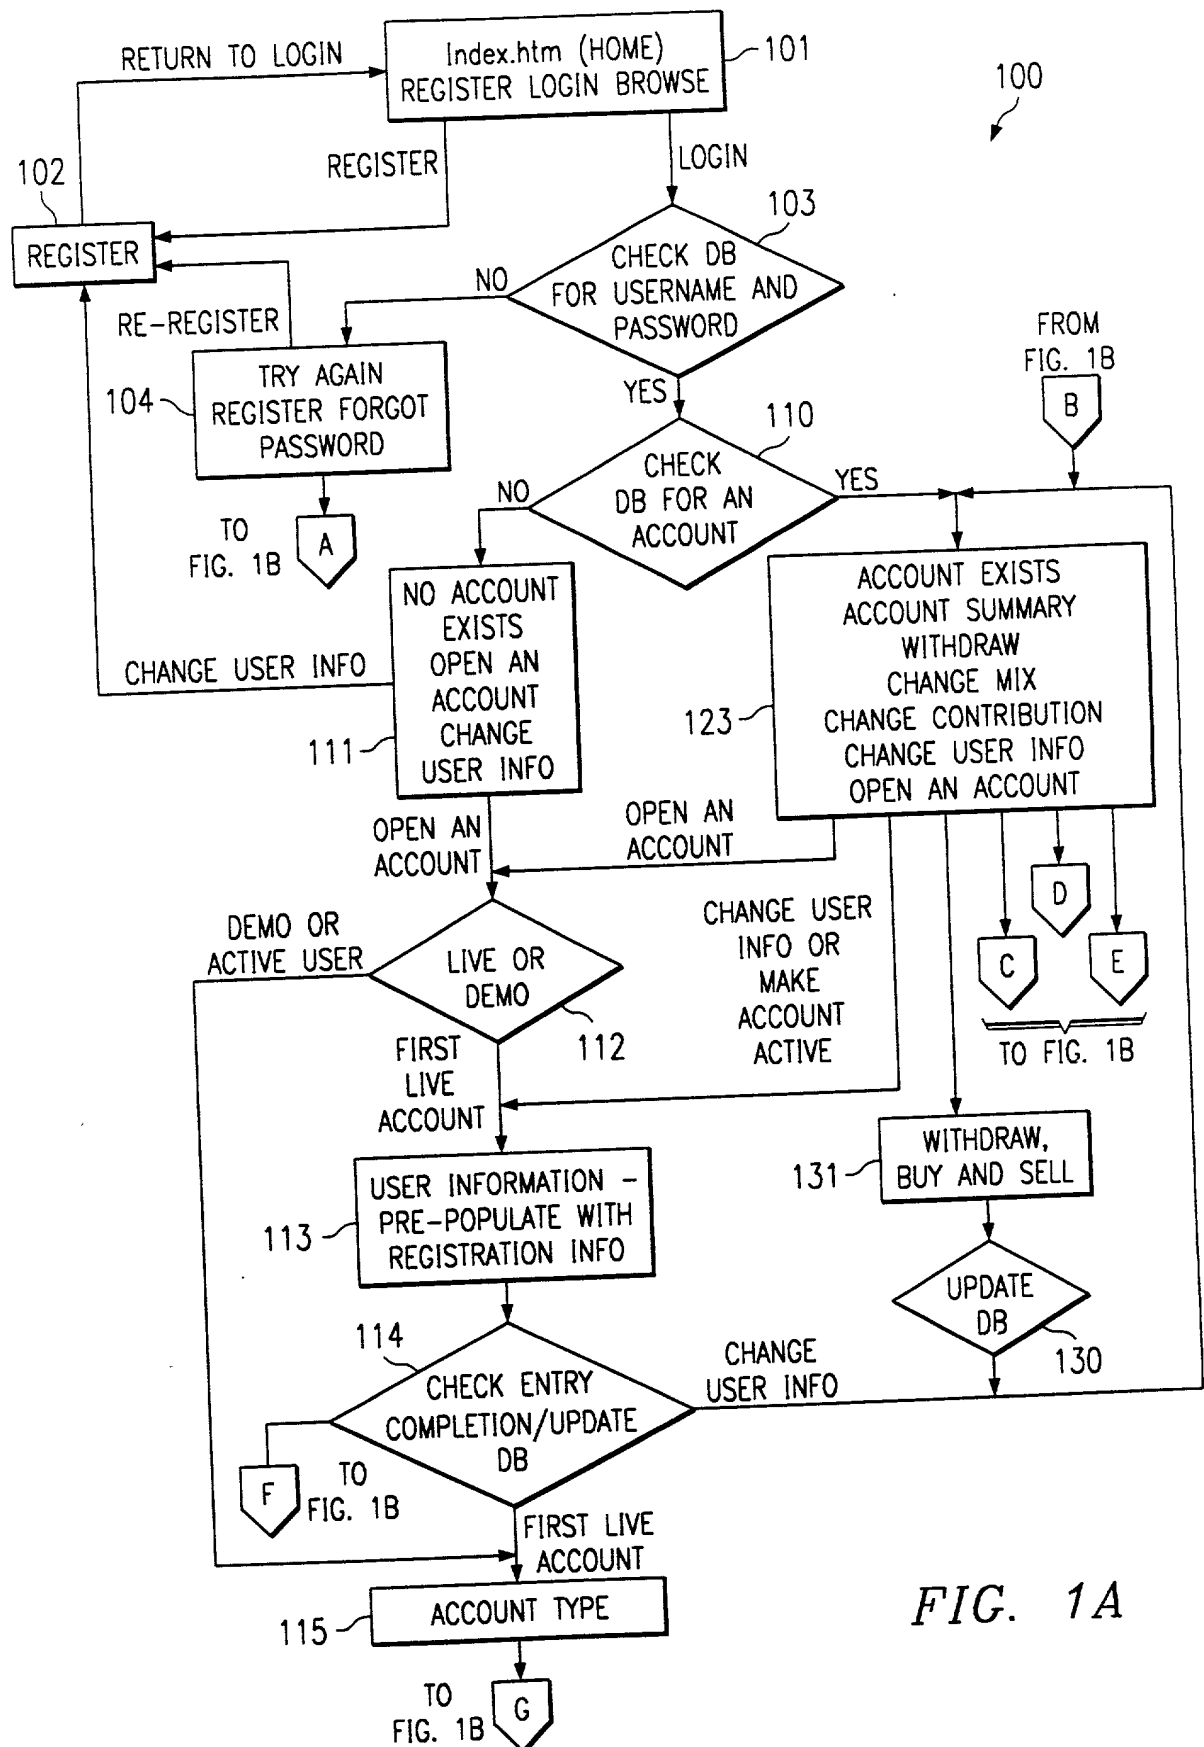 RETURN TO LOGIN
Index.htm (HOME)
REGISTER LOGIN BROWSE
101
100
REGISTER
LOGIN
102
REGISTER
103
CHECK DB
FOR USERNAME AND
PASSWORD
NO
RE-REGISTER
YES
104
TRY AGAIN
REGISTER FORGOT
PASSWORD
FROM
FIG. 1B
B
110
CHECK
DB FOR AN
ACCOUNT
NO
YES
TO
FIG. 1B
A
NO ACCOUNT
EXISTS
OPEN AN
ACCOUNT
CHANGE
USER INFO
111
CHANGE USER INFO
ACCOUNT EXISTS
ACCOUNT SUMMARY
WITHDRAW
CHANGE MIX
CHANGE CONTRIBUTION
CHANGE USER INFO
OPEN AN ACCOUNT
123
OPEN AN
ACCOUNT
OPEN AN
ACCOUNT
DEMO OR
ACTIVE USER
LIVE OR
DEMO
112
CHANGE USER
INFO OR
MAKE
ACCOUNT
ACTIVE
D
C
E
TO FIG. 1B
FIRST
LIVE
ACCOUNT
USER INFORMATION –
PRE-POPULATE WITH
REGISTRATION INFO
113
WITHDRAW,
BUY AND SELL
131
UPDATE
DB
130
114
CHECK ENTRY
COMPLETION/UPDATE
DB
CHANGE
USER INFO
F
TO
FIG. 1B
FIRST LIVE
ACCOUNT
ACCOUNT TYPE
115
TO
FIG. 1B
G
FIG. 1A